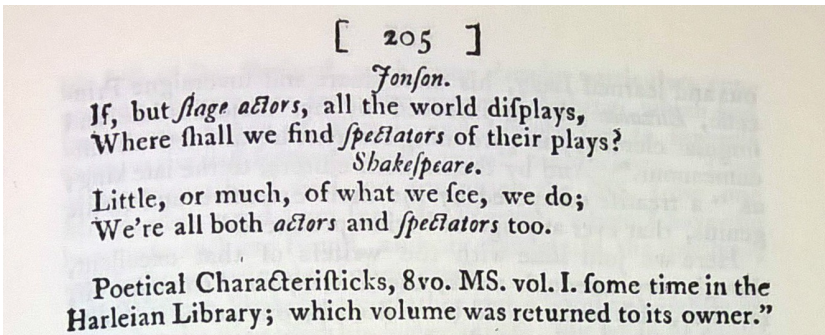 [ 205 ]
Jonſon.
If, but ſtage actors, all the world diſplays,
Where ſhall we find ſpectators of their plays?
Shakeſpeare.
Little, or much, of what we ſee, we do;
We're all both actors and ſpectators too.
Poetical Characteriſticks, 8vo. MS. vol. I. ſome time in the
Harleian Library; which volume was returned to its owner.”